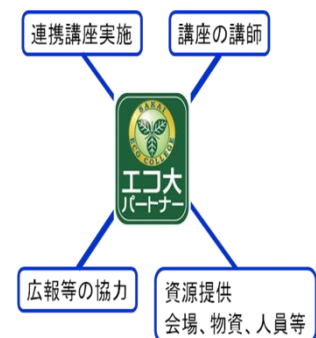 連携講座実施
講座の講師
SAKAI
ECO COLLEGE
エコ大
パートナー
広報等の協力
資源提供
会場、物資、人員等